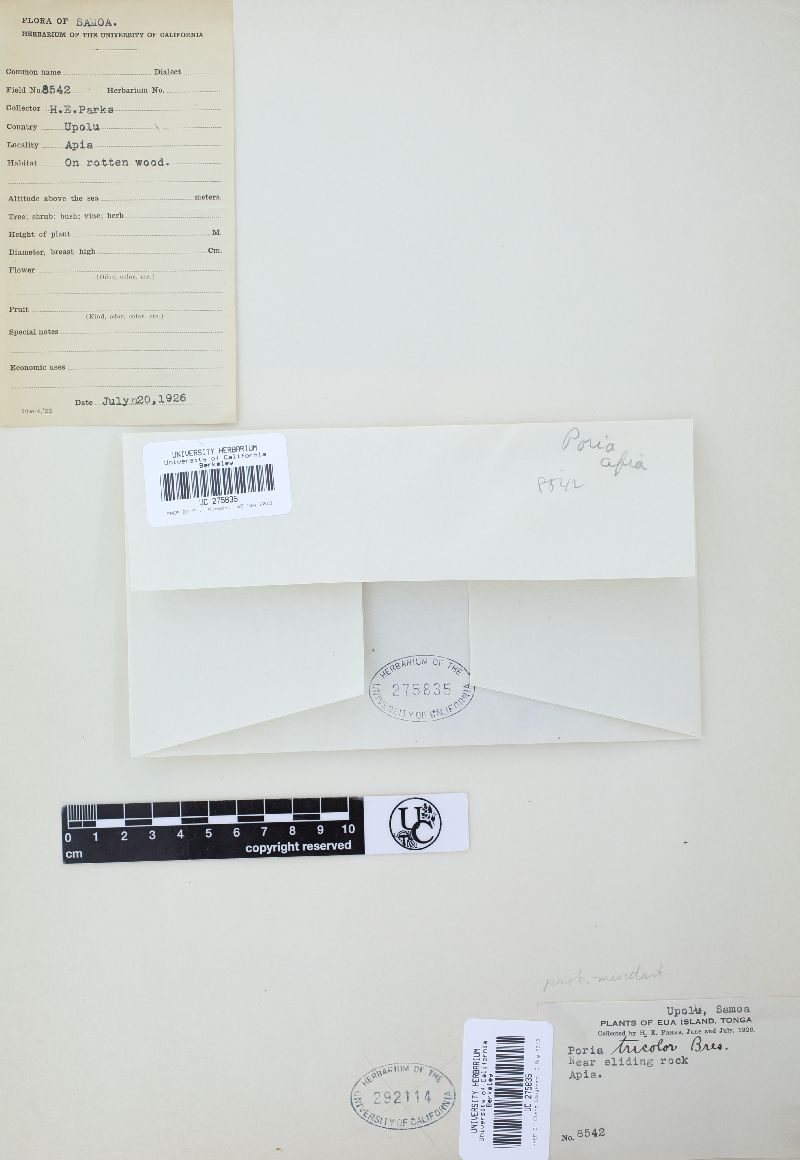 FLORA OF SAMOA.
HERBARIUM OF THE UNIVERSITY OF CALIFORNIA
Common name Dialect
Field No. 8542 Herbarium No.
Collector H.E.Parks
Country Upolu
Locality Apia
Habitat On rotten wood.
Altitude above the sea meters.
Tree; shrub; bush; vine; herb
Height of plant M.
Diameter, breast high Cm.
Flower
(Odor, color, etc.)
Fruit
(Kind, odor, color, etc.)
Special notes
Economic uses
Date July 20, 1926
UNIVERSITY HERBARIUM
University of California
Berkeley
UC 275835
Poria
apia
8542
HERBARIUM OF THE
275835
UNIVERSITY OF CALIFORNIA
0 1 2 3 4 5 6 7 8 9 10
cm
copyright reserved
UC
prob.
Upolu, Samoa
PLANTS OF EUA ISLAND, TONGA
Collected by H. E. Parks, June and July, 1926.
Poria tricolor Bres.
Near sliding rock
Apia.
No. 8542
UNIVERSITY HERBARIUM
University of California
Berkeley
UC 275835
HERBARIUM OF THE
292114
UNIVERSITY OF CALIFORNIA